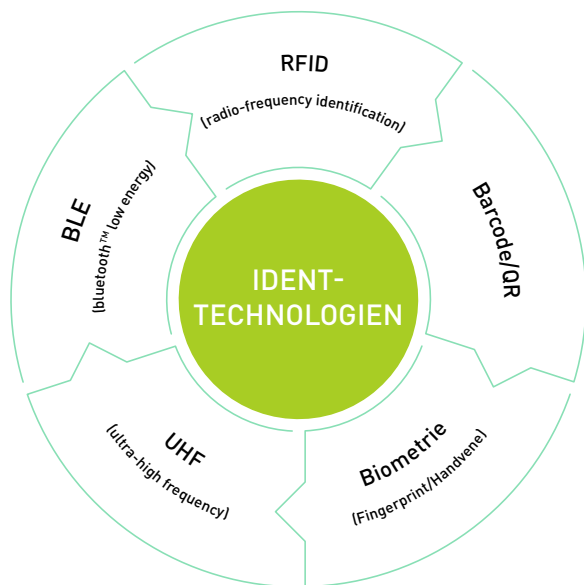 RFID
(radio-frequency identification)
Barcode/QR
Biometrie
(Fingerprint/Handvene)
UHF
(ultra-high frequency)
BLE
(bluetooth™ low energy)
IDENT-
TECHNOLOGIEN